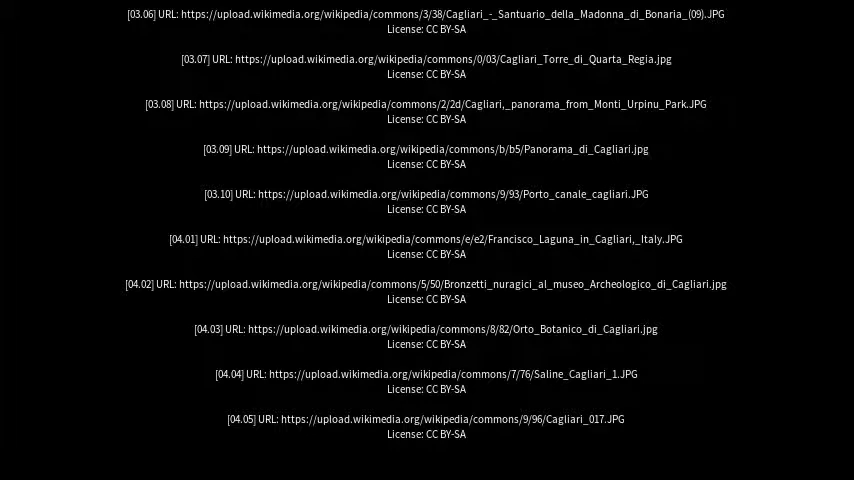 [03.06] URL: https://upload.wikimedia.org/wikipedia/commons/3/38/Cagliari_-_Santuario_della_Madonna_di_Bonaria_(09).JPG
License: CC BY-SA
[03.07] URL: https://upload.wikimedia.org/wikipedia/commons/0/03/Cagliari_Torre_di_Quarta_Regia.jpg
License: CC BY-SA
[03.08] URL: https://upload.wikimedia.org/wikipedia/commons/2/2d/Cagliari,_panorama_from_Monti_Urpinu_Park.JPG
License: CC BY-SA
[03.09] URL: https://upload.wikimedia.org/wikipedia/commons/b/b5/Panorama_di_Cagliari.jpg
License: CC BY-SA
[03.10] URL: https://upload.wikimedia.org/wikipedia/commons/9/93/Porto_canale_cagliari.JPG
License: CC BY-SA
[04.01] URL: https://upload.wikimedia.org/wikipedia/commons/e/e2/Francisco_Laguna_in_Cagliari,_Italy.JPG
License: CC BY-SA
[04.02] URL: https://upload.wikimedia.org/wikipedia/commons/5/50/Bronzetti_nuragici_al_museo_Archeologico_di_Cagliari.jpg
License: CC BY-SA
[04.03] URL: https://upload.wikimedia.org/wikipedia/commons/8/82/Orto_Botanico_di_Cagliari.jpg
License: CC BY-SA
[04.04] URL: https://upload.wikimedia.org/wikipedia/commons/7/76/Saline_Cagliari_1.JPG
License: CC BY-SA
[04.05] URL: https://upload.wikimedia.org/wikipedia/commons/9/96/Cagliari_017.JPG
License: CC BY-SA